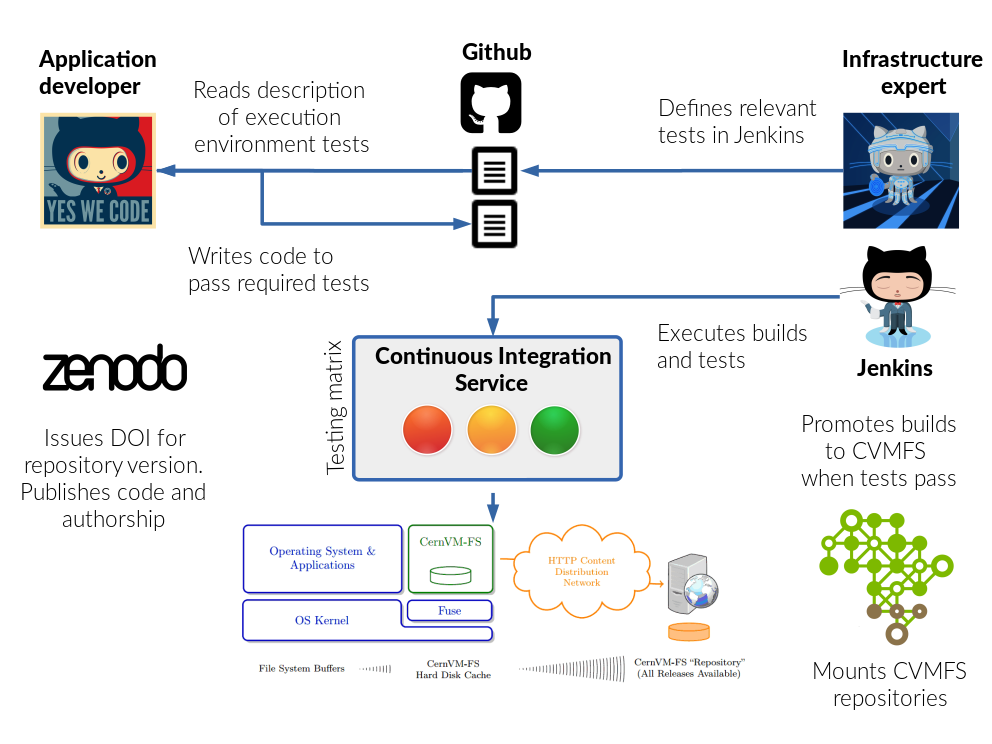 Application
developer
YES WE CODE
Reads description
of execution
environment tests
Github
Defines relevant
tests in Jenkins
Infrastructure
expert
Writes code to
pass required tests
Executes builds
and tests
Jenkins
zenodo
Issues DOI for
repository version.
Publishes code and
authorship
Testing matrix
Continuous Integration
Service
Promotes builds
to CVMFS
when tests pass
Operating System &
Applications
CernVM-FS
HTTP Content
Distribution
Network
OS Kernel
Fuse
File System Buffers
CernVM-FS
Hard Disk Cache
CernVM-FS “Repository”
(All Releases Available)
Mounts CVMFS
repositories